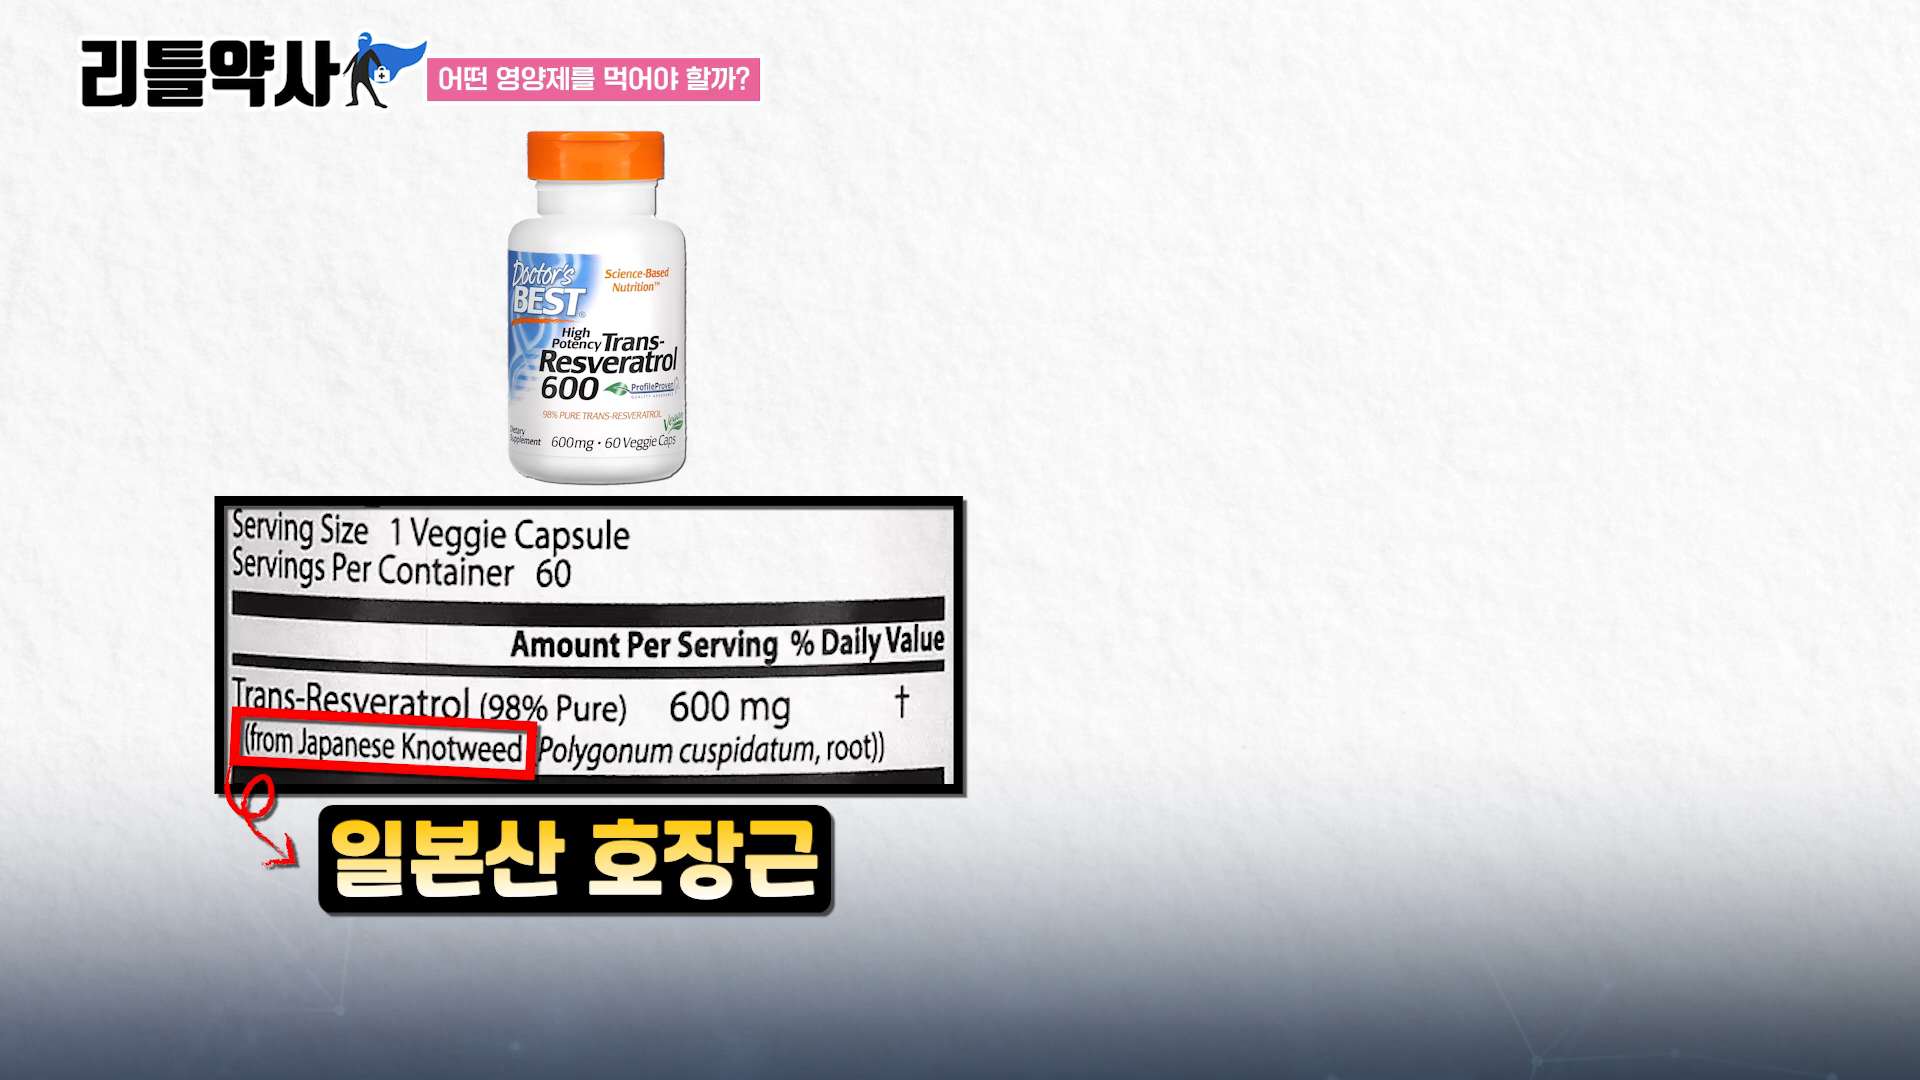 리틀약사
어떤 영양제를 먹어야 할까?
Doctor's
BEST®
Science-Based
Nutrition™
High
Potency Trans-
Resveratrol
600
ProfileProven
98% PURE TRANS-RESVERATROL
Dietary
Supplement
600mg • 60 Veggie Caps
Serving Size 1 Veggie Capsule
Servings Per Container 60
Amount Per Serving % Daily Value
Trans-Resveratrol (98% Pure) 600 mg †
(from Japanese Knotweed (Polygonum cuspidatum, root))
일본산 호장근